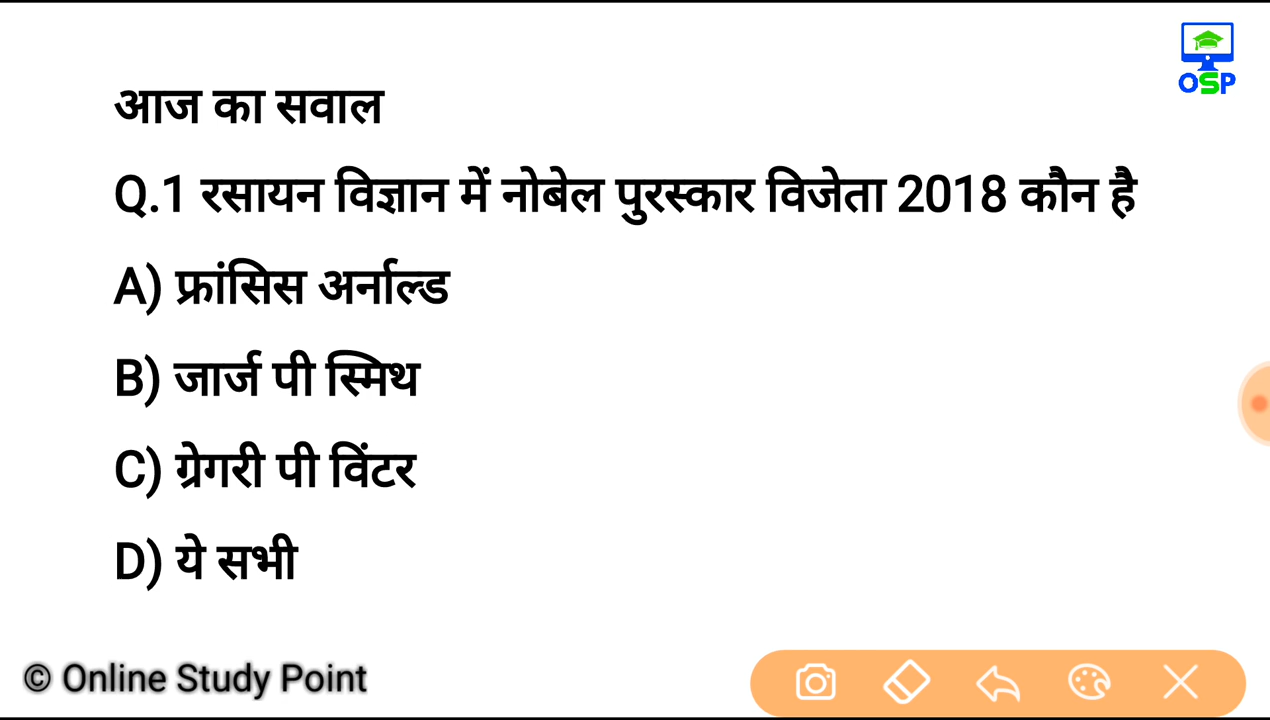 OSP
आज का सवाल
Q.1 रसायन विज्ञान में नोबेल पुरस्कार विजेता 2018 कौन है
A) फ्रांसिस अर्नाल्ड
B) जार्ज पी स्मिथ
C) ग्रेगरी पी विंटर
D) ये सभी
© Online Study Point